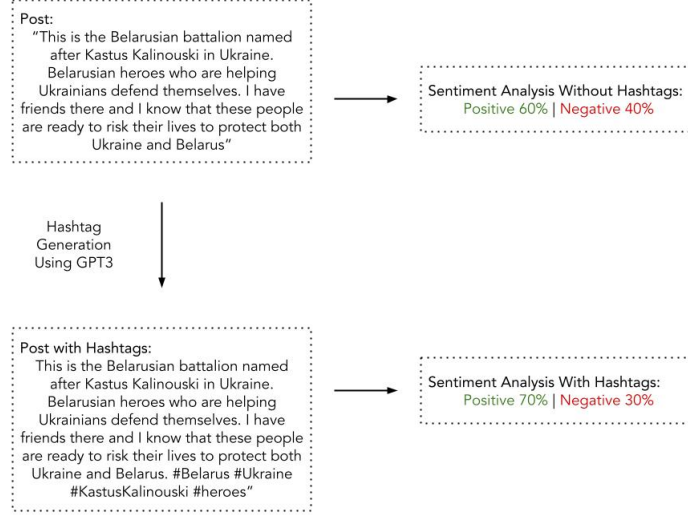 Post:
“This is the Belarusian battalion named
after Kastus Kalinouski in Ukraine.
Belarusian heroes who are helping
Ukrainians defend themselves. I have
friends there and I know that these people
are ready to risk their lives to protect both
Ukraine and Belarus”
Sentiment Analysis Without Hashtags:
Positive 60% | Negative 40%
Hashtag
Generation
Using GPT3
Post with Hashtags:
This is the Belarusian battalion named
after Kastus Kalinouski in Ukraine.
Belarusian heroes who are helping
Ukrainians defend themselves. I have
friends there and I know that these people
are ready to risk their lives to protect both
Ukraine and Belarus. #Belarus #Ukraine
#KastusKalinouski #heroes”
Sentiment Analysis With Hashtags:
Positive 70% | Negative 30%